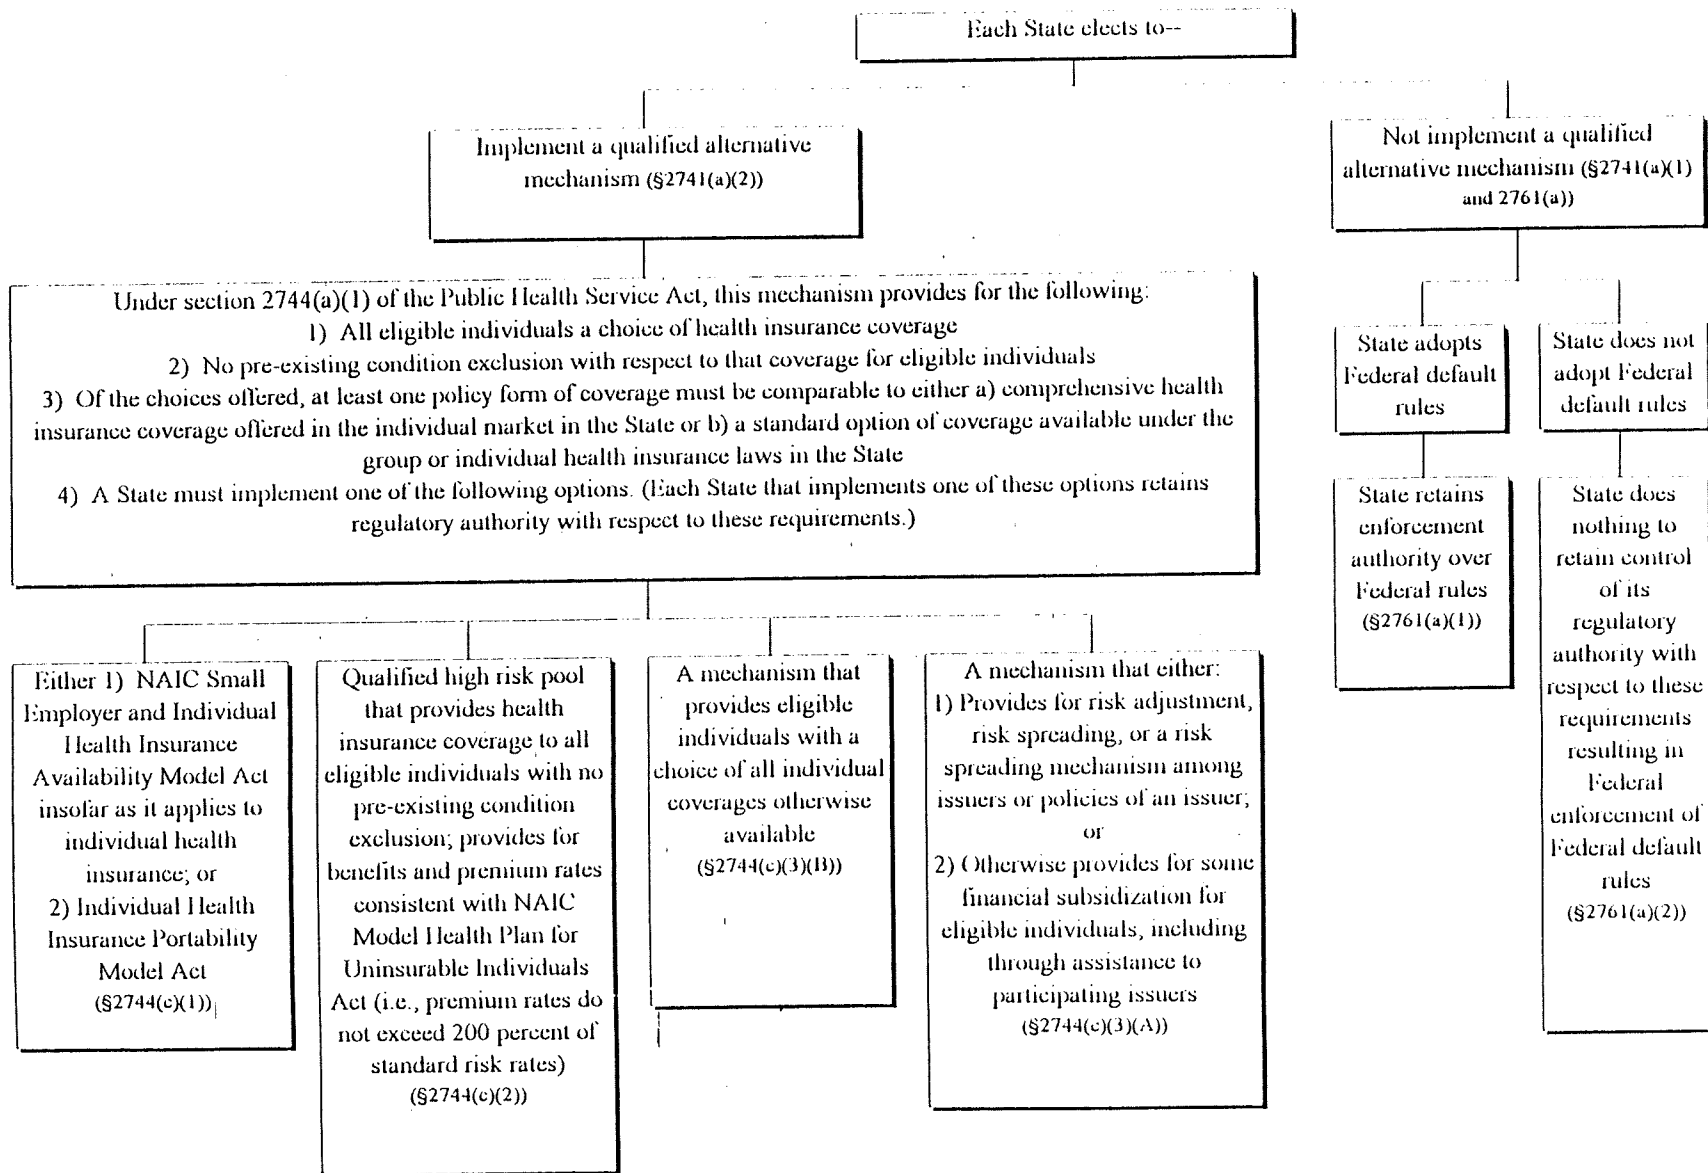 Each State elects to--
Implement a qualified alternative
mechanism (§2741(a)(2))
Not implement a qualified
alternative mechanism (§2741(a)(1)
and 2761(a))
Under section 2744(a)(1) of the Public Health Service Act, this mechanism provides for the following:
1) All eligible individuals a choice of health insurance coverage
2) No pre-existing condition exclusion with respect to that coverage for eligible individuals
3) Of the choices offered, at least one policy form of coverage must be comparable to either a) comprehensive health
insurance coverage offered in the individual market in the State or b) a standard option of coverage available under the
group or individual health insurance laws in the State
4) A State must implement one of the following options. (Each State that implements one of these options retains
regulatory authority with respect to these requirements.)
State adopts
Federal default
rules
State does not
adopt Federal
default rules
State retains
enforcement
authority over
Federal rules
(§2761(a)(1))
State does
nothing to
retain control
of its
regulatory
authority with
respect to these
requirements
resulting in
Federal
enforcement of
Federal default
rules
(§2761(a)(2))
Either 1) NAIC Small
Employer and Individual
Health Insurance
Availability Model Act
insofar as it applies to
individual health
insurance; or
2) Individual Health
Insurance Portability
Model Act
(§2744(c)(1))
Qualified high risk pool
that provides health
insurance coverage to all
eligible individuals with no
pre-existing condition
exclusion; provides for
benefits and premium rates
consistent with NAIC
Model Health Plan for
Uninsurable Individuals
Act (i.e., premium rates do
not exceed 200 percent of
standard risk rates)
(§2744(c)(2))
A mechanism that
provides eligible
individuals with a
choice of all individual
coverages otherwise
available
(§2744(c)(3)(B))
A mechanism that either:
1) Provides for risk adjustment,
risk spreading, or a risk
spreading mechanism among
issuers or policies of an issuer;
or
2) Otherwise provides for some
financial subsidization for
eligible individuals, including
through assistance to
participating issuers
(§2744(c)(3)(A))